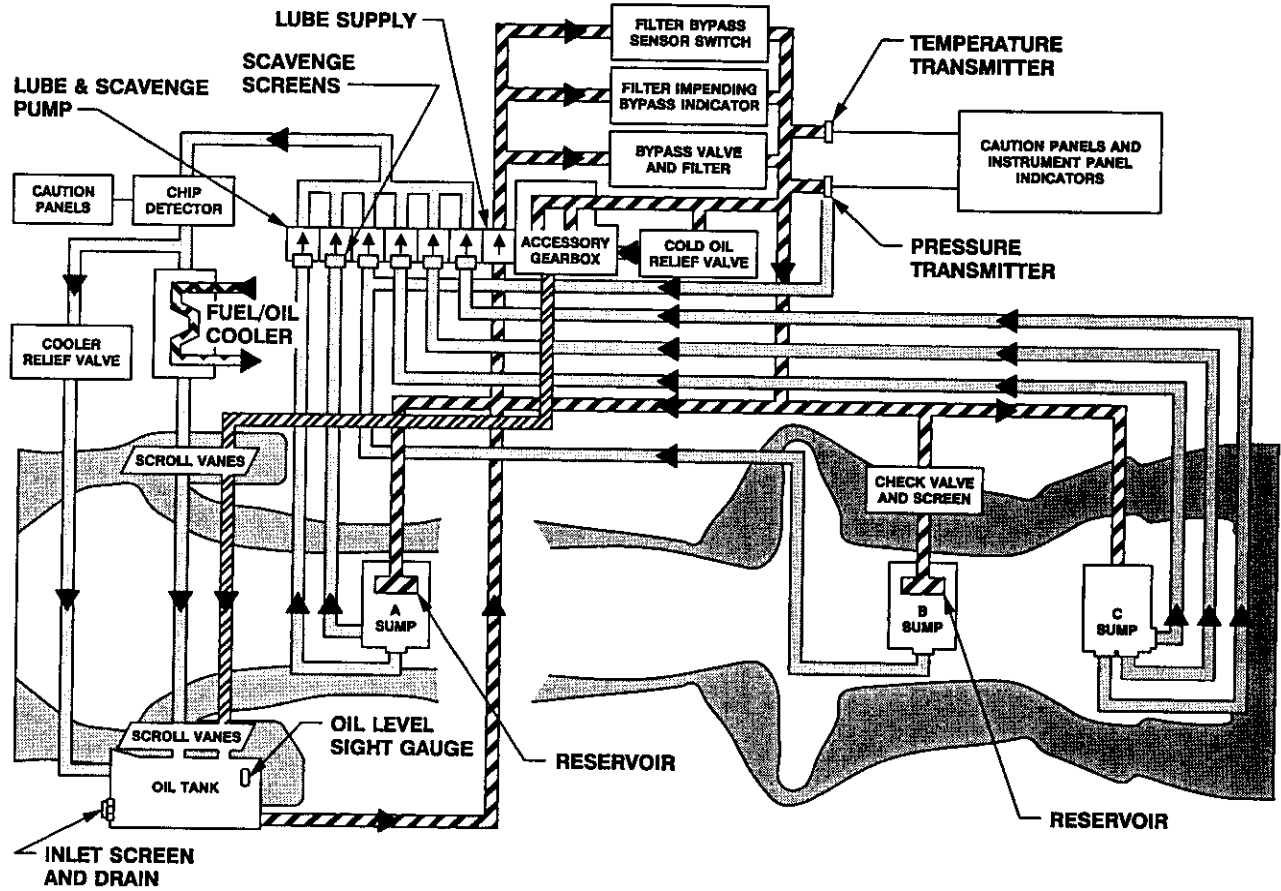 LUBE SUPPLY
FILTER BYPASS
SENSOR SWITCH
TEMPERATURE
TRANSMITTER
SCAVENGE
SCREENS
LUBE & SCAVENGE
PUMP
FILTER IMPENDING
BYPASS INDICATOR
CAUTION PANELS AND
INSTRUMENT PANEL
INDICATORS
BYPASS VALVE
AND FILTER
CAUTION
PANELS
CHIP
DETECTOR
ACCESSORY
GEARBOX
COLD OIL
RELIEF VALVE
PRESSURE
TRANSMITTER
FUEL/OIL
COOLER
COOLER
RELIEF VALVE
SCROLL VANES
CHECK VALVE
AND SCREEN
A
SUMP
B
SUMP
C
SUMP
SCROLL VANES
OIL LEVEL
SIGHT GAUGE
RESERVOIR
OIL TANK
RESERVOIR
INLET SCREEN
AND DRAIN